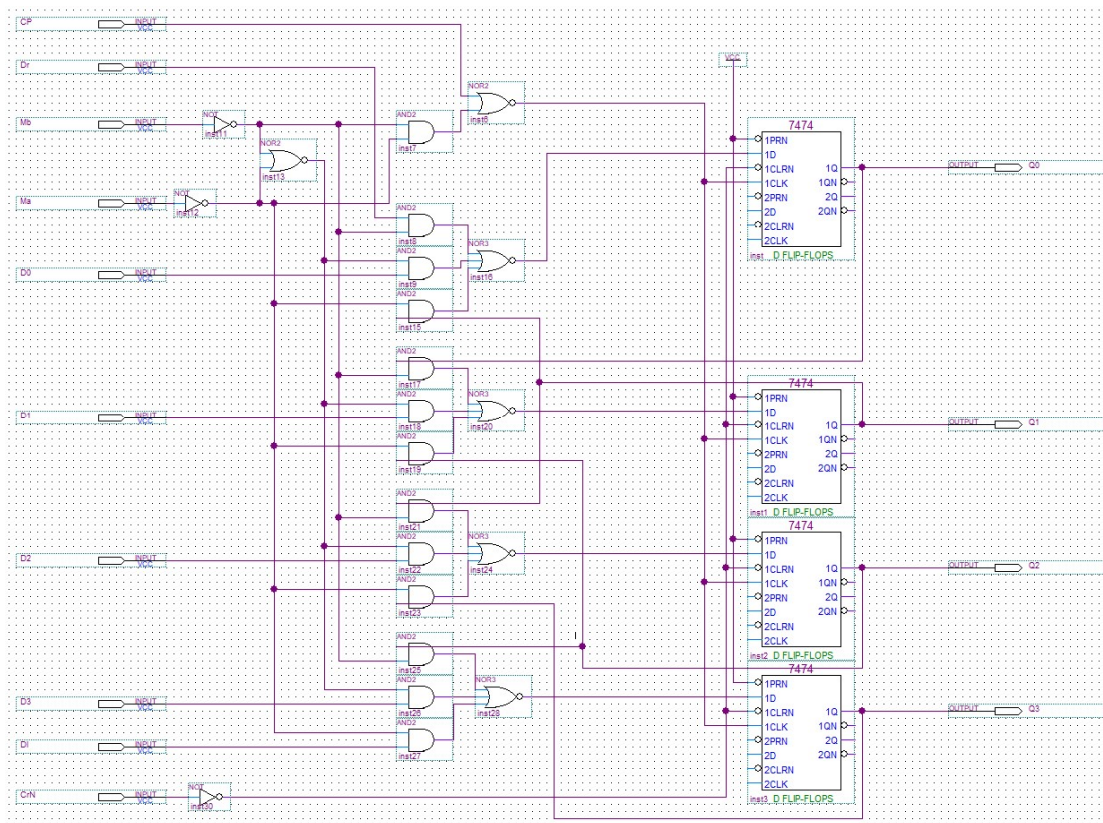 CP INPUT VCC
Dr INPUT VCC
VCC
NOR2
inst6
Mb INPUT VCC
NOT
inst11
AND2
inst7
NOR2
inst13
Ma INPUT VCC
NOT
inst12
7474
1PRN
1D
1CLRN 1Q
1CLK 1QN
2PRN 2Q
2D 2QN
2CLRN
2CLK
inst D FLIP-FLOPS
OUTPUT Q0
AND2
inst8
D0 INPUT VCC
AND2
inst9
NOR3
inst16
AND2
inst15
AND2
inst17
D1 INPUT VCC
AND2
inst18
NOR3
inst20
AND2
inst19
7474
1PRN
1D
1CLRN 1Q
1CLK 1QN
2PRN 2Q
2D 2QN
2CLRN
2CLK
inst1 D FLIP-FLOPS
OUTPUT Q1
AND2
inst21
D2 INPUT VCC
AND2
inst22
NOR3
inst24
AND2
inst23
7474
1PRN
1D
1CLRN 1Q
1CLK 1QN
2PRN 2Q
2D 2QN
2CLRN
2CLK
inst2 D FLIP-FLOPS
OUTPUT Q2
AND2
inst25
D3 INPUT VCC
AND2
inst26
NOR3
inst28
DI INPUT VCC
AND2
inst27
7474
1PRN
1D
1CLRN 1Q
1CLK 1QN
2PRN 2Q
2D 2QN
2CLRN
2CLK
inst3 D FLIP-FLOPS
OUTPUT Q3
CrN INPUT VCC
NOT
inst30